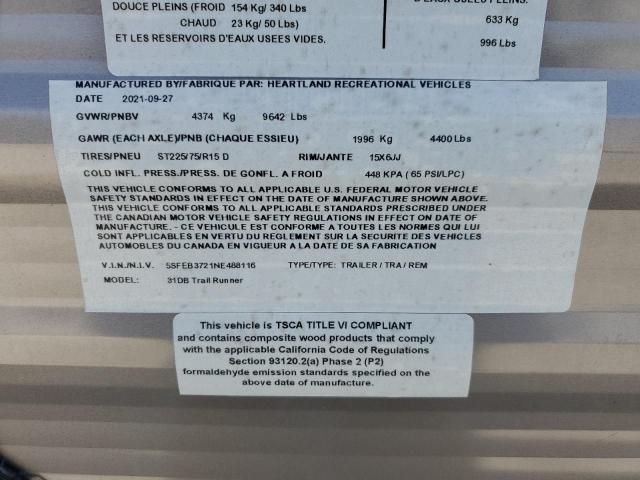 DOUCE PLEINS (FROID 154 Kg/ 340 Lbs
CHAUD 23 Kg/ 50 Lbs)
ET LES RESERVOIRS D'EAUX USEES VIDES.
D'EAUX USEES PLEINS.
633 Kg
996 Lbs
MANUFACTURED BY/FABRIQUE PAR: HEARTLAND RECREATIONAL VEHICLES
DATE 2021-09-27
GVWR/PNBV 4374 Kg 9642 Lbs
GAWR (EACH AXLE)/PNB (CHAQUE ESSIEU) 1996 Kg 4400 Lbs
TIRES/PNEU ST225/75/R15 D RIM/JANTE 15X6JJ
COLD INFL. PRESS./PRESS. DE GONFL. A FROID 448 KPA ( 65 PSI/LPC)
THIS VEHICLE CONFORMS TO ALL APPLICABLE U.S. FEDERAL MOTOR VEHICLE
SAFETY STANDARDS IN EFFECT ON THE DATE OF MANUFACTURE SHOWN ABOVE.
THIS VEHICLE CONFORMS TO ALL APPLICABLE STANDARDS PRESCRIBED UNDER
THE CANADIAN MOTOR VEHICLE SAFETY REGULATIONS IN EFFECT ON DATE OF
MANUFACTURE. - CE VEHICULE EST CONFORME A TOUTES LES NORMES QUI LUI
SONT APPLICABLES EN VERTU DU REGLEMENT SUR LA SECURITE DES VEHICLES
AUTOMOBILES DU CANADA EN VIGUEUR A LA DATE DE SA FABRICATION
V.I.N./N.I.V. 5SFEB3721NE488116 TYPE/TYPE: TRAILER / TRA / REM
MODEL: 31DB Trail Runner
This vehicle is TSCA TITLE VI COMPLIANT
and contains composite wood products that comply
with the applicable California Code of Regulations
Section 93120.2(a) Phase 2 (P2)
formaldehyde emission standards specified on the
above date of manufacture.